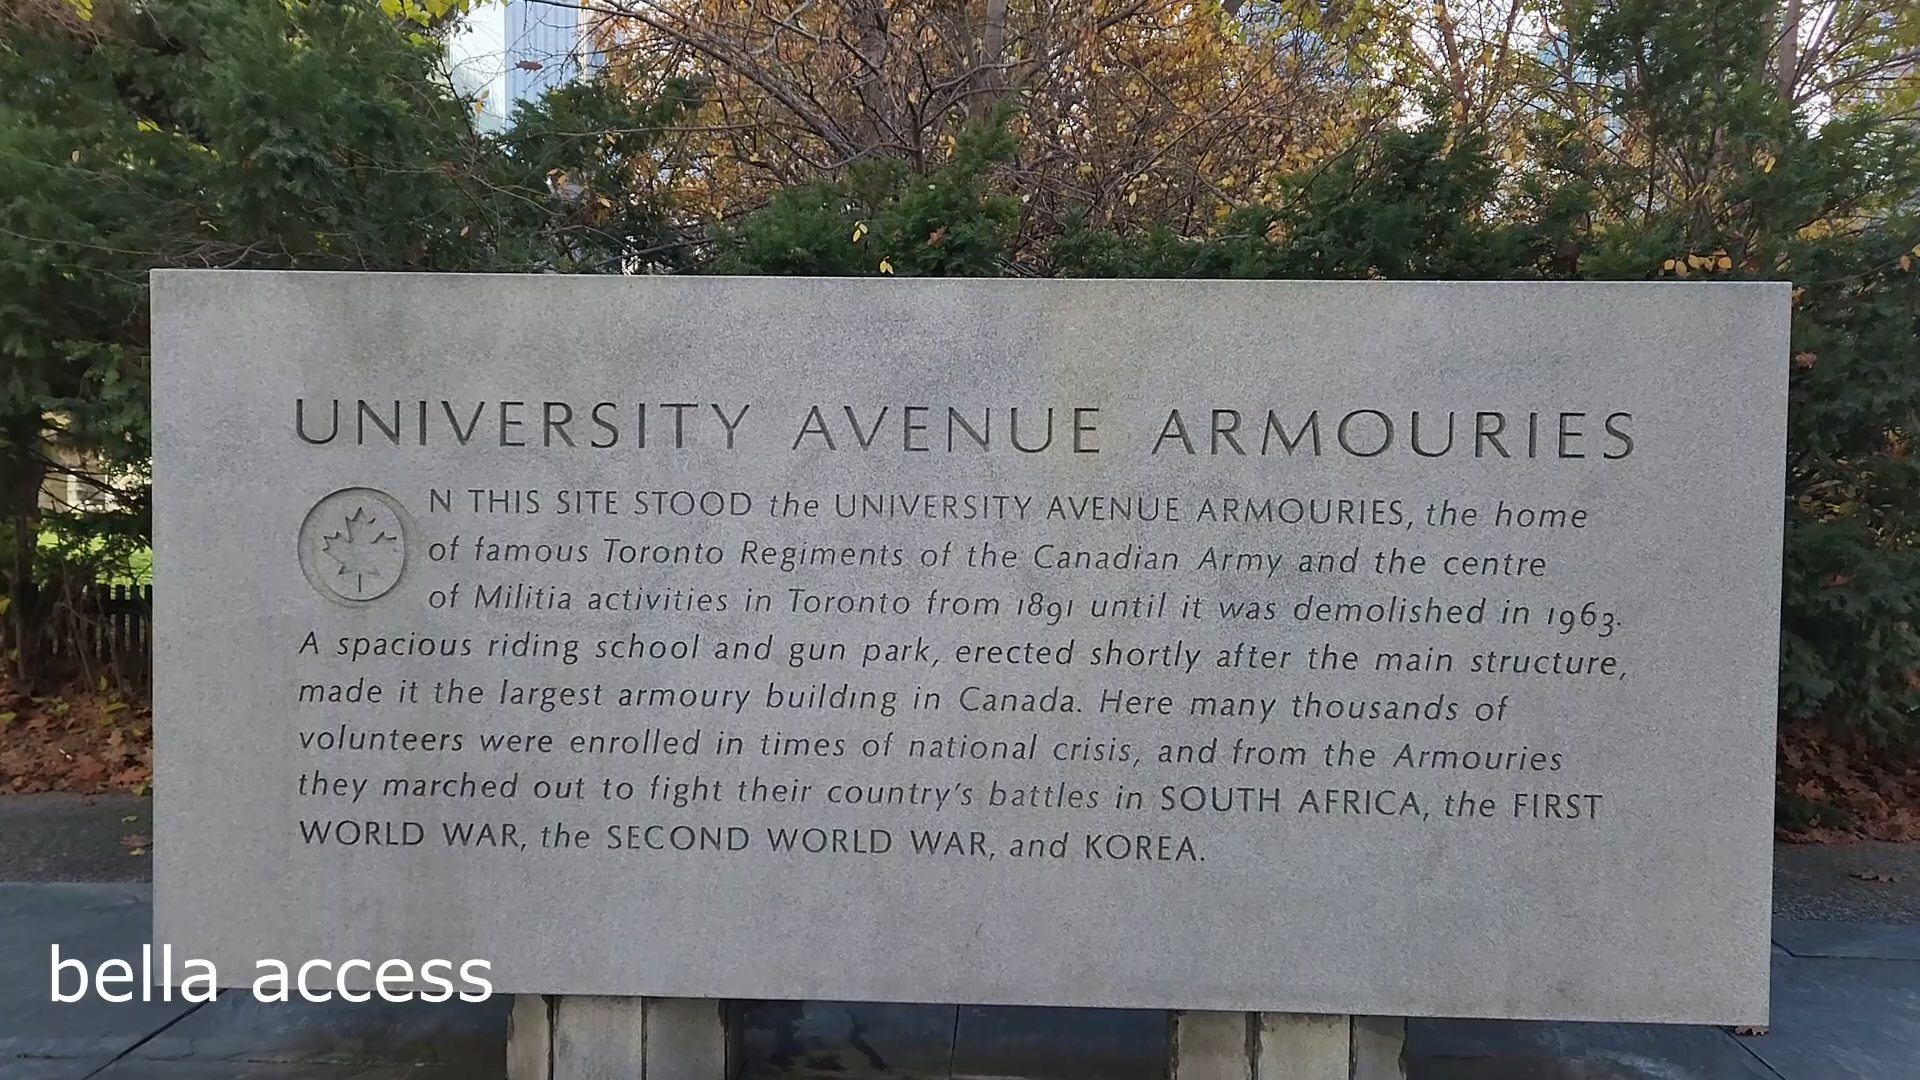 UNIVERSITY AVENUE ARMOURIES
N THIS SITE STOOD the UNIVERSITY AVENUE ARMOURIES, the home
of famous Toronto Regiments of the Canadian Army and the centre
of Militia activities in Toronto from 1891 until it was demolished in 1963.
A spacious riding school and gun park, erected shortly after the main structure,
made it the largest armoury building in Canada. Here many thousands of
volunteers were enrolled in times of national crisis, and from the Armouries
they marched out to fight their country's battles in SOUTH AFRICA, the FIRST
WORLD WAR, the SECOND WORLD WAR, and KOREA.
bella access